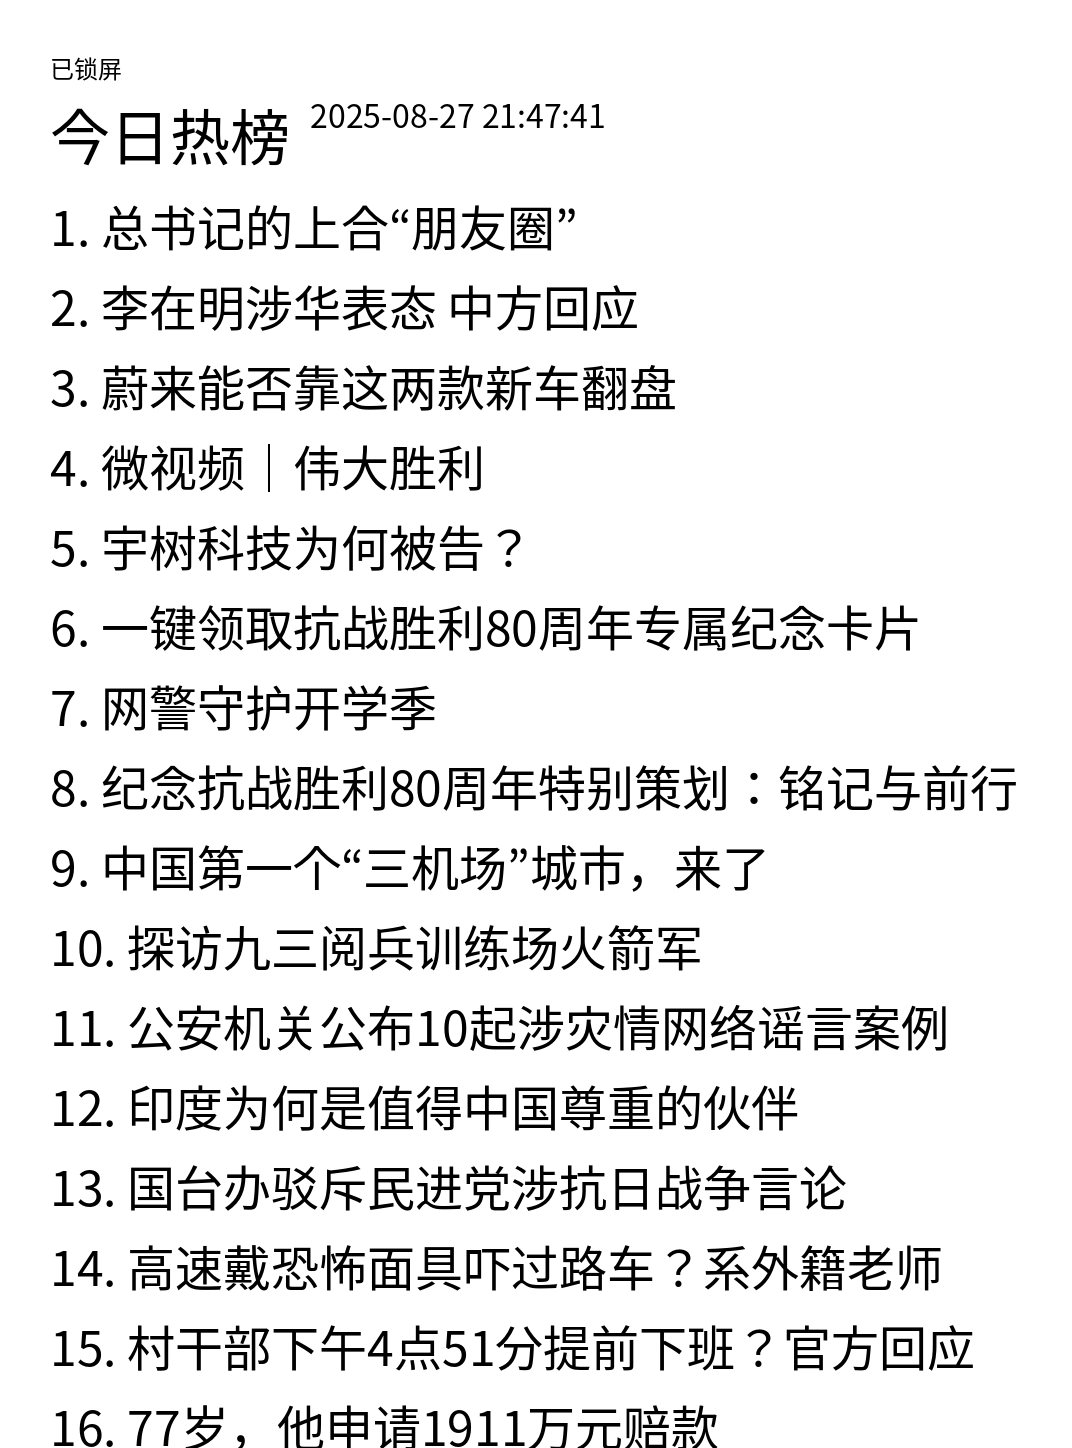 已锁屏
今日热榜 2025-08-27 21:47:41
1. 总书记的上合“朋友圈”
2. 李在明涉华表态 中方回应
3. 蔚来能否靠这两款新车翻盘
4. 微视频｜伟大胜利
5. 宇树科技为何被告？
6. 一键领取抗战胜利80周年专属纪念卡片
7. 网警守护开学季
8. 纪念抗战胜利80周年特别策划：铭记与前行
9. 中国第一个“三机场”城市，来了
10. 探访九三阅兵训练场火箭军
11. 公安机关公布10起涉灾情网络谣言案例
12. 印度为何是值得中国尊重的伙伴
13. 国台办驳斥民进党涉抗日战争言论
14. 高速戴恐怖面具吓过路车？系外籍老师
15. 村干部下午4点51分提前下班？官方回应
16. 77岁，他申请1911万元赔款